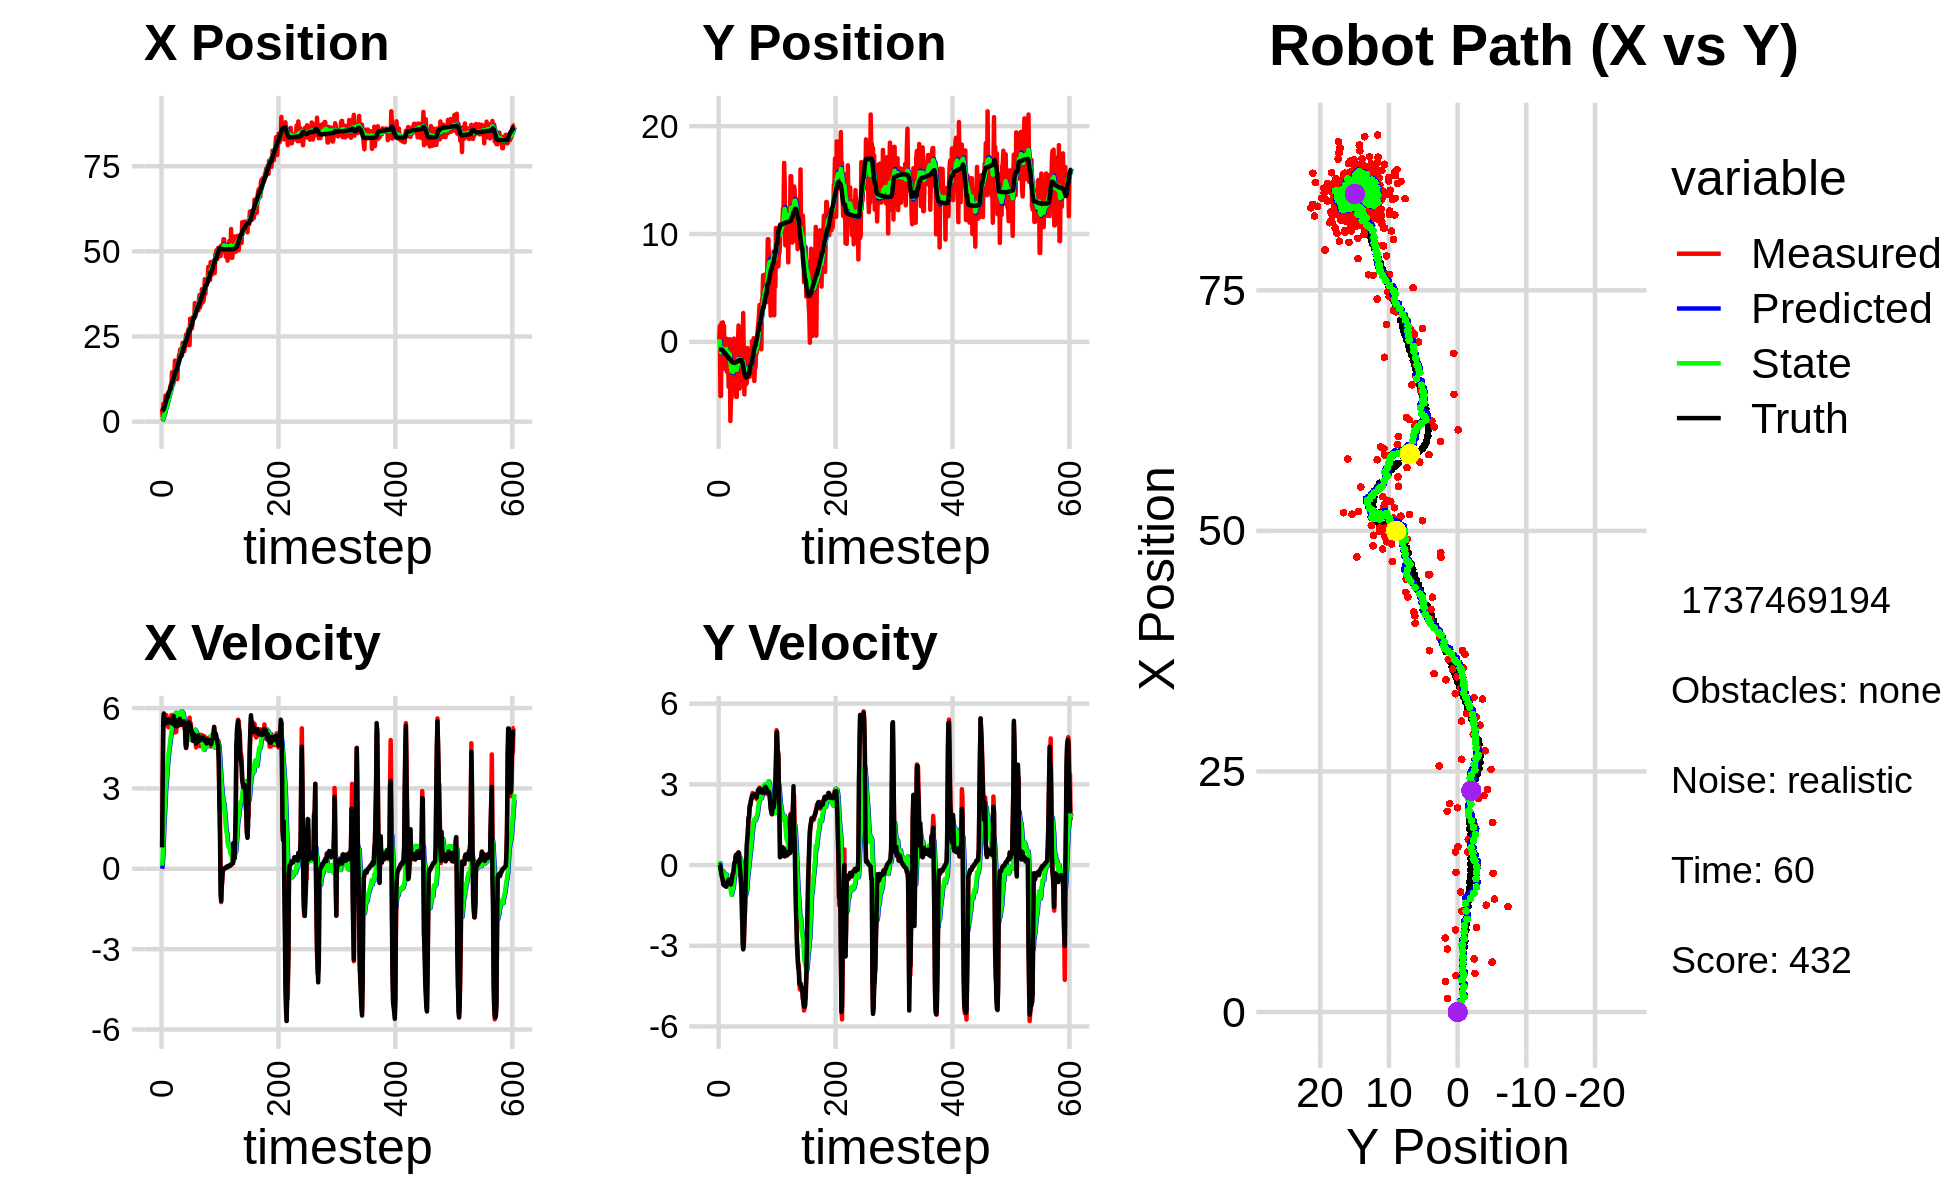 X Position
75
50
25
0
0
200
400
600
timestep
Y Position
20
10
0
0
200
400
600
timestep
X Velocity
6
3
0
-3
-6
0
200
400
600
timestep
Y Velocity
6
3
0
-3
-6
0
200
400
600
timestep
Robot Path (X vs Y)
X Position
75
50
25
0
20 10 0 -10 -20
Y Position
variable
Measured
Predicted
State
Truth
1737469194
Obstacles: none
Noise: realistic
Time: 60
Score: 432